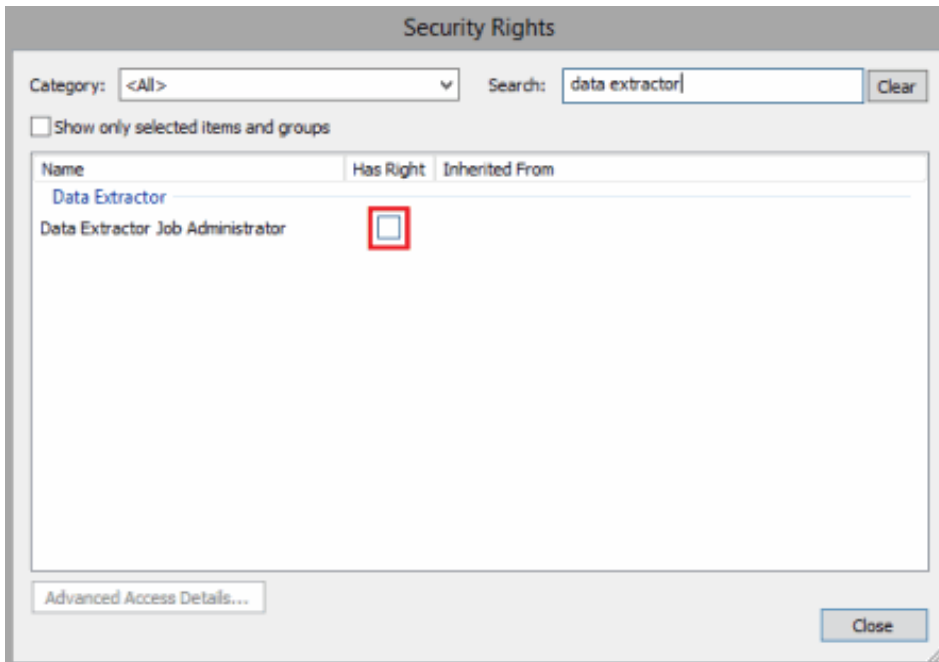 Security Rights
Category: <All> Search: data extractor Clear
Show only selected items and groups
Name Has Right Inherited From
Data Extractor
Data Extractor Job Administrator
Advanced Access Details...
Close